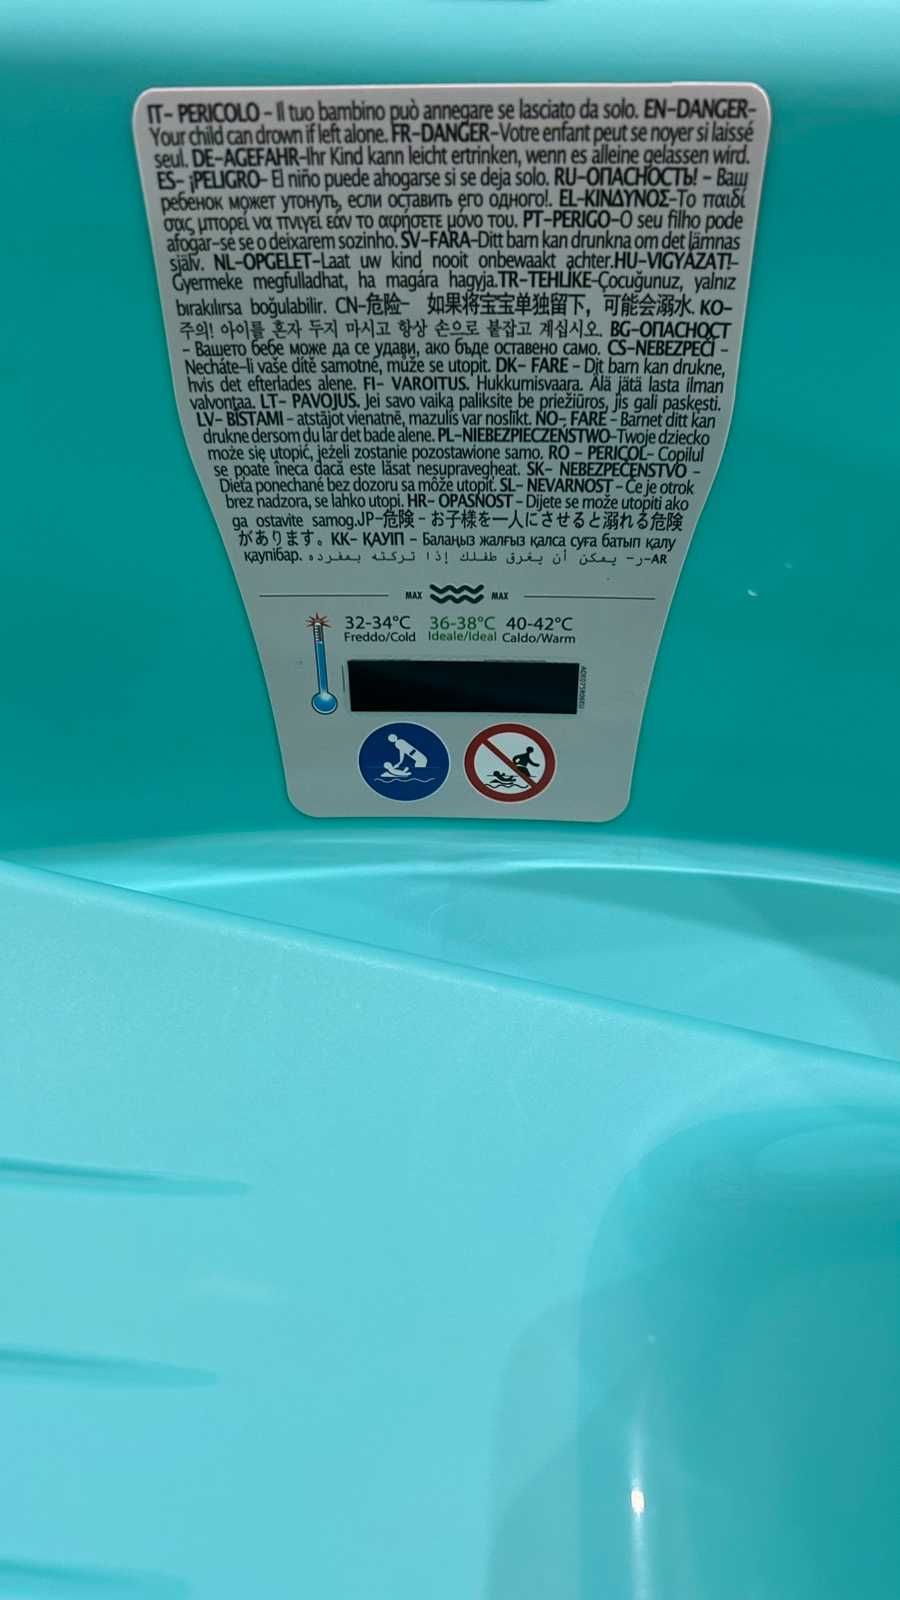 IT- PERICOLO - Il tuo bambino può annegare se lasciato da solo. EN-DANGER-
Your child can drown if left alone. FR-DANGER-Votre enfant peut se noyer si laissé
seul. DE-AGEFAHR-Ihr Kind kann leicht ertrinken, wenn es alleine gelassen wird.
ES- ¡PELIGRO- El niño puede ahogarse si se deja solo. RU-ОПАСНОСТЬ! - Ваш
ребенок может утонуть, если оставить его одного!. EL-ΚΙΝΔΥΝΟΣ-Το παιδί
σας μπορεί να πνιγεί εάν το αφήσετε μόνο του. PT-PERIGO-O seu filho pode
afogar-se se o deixarem sozinho. SV-FARA-Ditt barn kan drunkna om det lämnas
själv. NL-OPGELET-Laat uw kind nooit onbewaakt achter.HU-VIGYÁZAT!-
Gyermeke megfulladhat, ha magára hagyja.TR-TEHLİKE-Çocuğunuz, yalnız
bırakılırsa boğulabilir. CN-危险- 如果将宝宝单独留下，可能会溺水. KO-
주의! 아이를 혼자 두지 마시고 항상 손으로 붙잡고 계십시오. BG-ОПАСНОСТ
- Вашето бебе може да се удави, ако бъде оставено само. CS-NEBEZPEČÍ -
Necháte-li vaše dítě samotné, může se utopit. DK- FARE - Dit barn kan drukne,
hvis det efterlades alene. FI- VAROITUS. Hukkumisvaara. Älä jätä lasta ilman
valvontaa. LT- PAVOJUS. Jei savo vaiką paliksite be priežiūros, jis gali paskęsti.
LV- BĪSTAMI - atstājot vienatnē, mazulis var noslīkt. NO- FARE - Barnet ditt kan
drukne dersom du lar det bade alene. PL-NIEBEZPIECZEŃSTWO-Twoje dziecko
może się utopić, jeżeli zostanie pozostawione samo. RO - PERICOL- Copilul
se poate îneca dacă este lăsat nesupravegheat. SK- NEBEZPEČENSTVO -
Dieťa ponechané bez dozoru sa môže utopiť. SL- NEVARNOST - Če je otrok
brez nadzora, se lahko utopi. HR- OPASNOST - Dijete se može utopiti ako
ga ostavite samog.JP-危険 - お子様を一人にさせると溺れる危険
があります。KK- ҚАУІП - Балаңыз жалғыз қалса суға батып қалу
қаупібар. ر- يمكن أن يغرق طفلك إذا تركته بمفرده-AR
MAX MAX
32-34°C 36-38°C 40-42°C
Freddo/Cold Ideale/Ideal Caldo/Warm